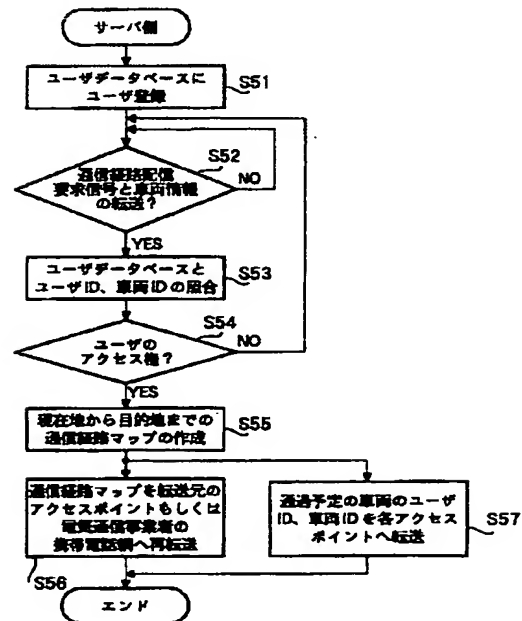 サーバ側
ユーザデータベースに
ユーザ登録
S51
通信経路配信
要求信号と車両情報
の転送?
S52
NO
YES
ユーザデータベースと
ユーザID、車両IDの照合
S53
ユーザの
アクセス権?
S54
NO
YES
現在地から目的地までの
通信経路マップの作成
S55
通信経路マップを転送元の
アクセスポイントもしくは
電気通信事業者の
携帯電話網へ再転送
S56
通過予定の車両のユーザ
ID、車両IDを各アクセス
ポイントへ転送
S57
エンド